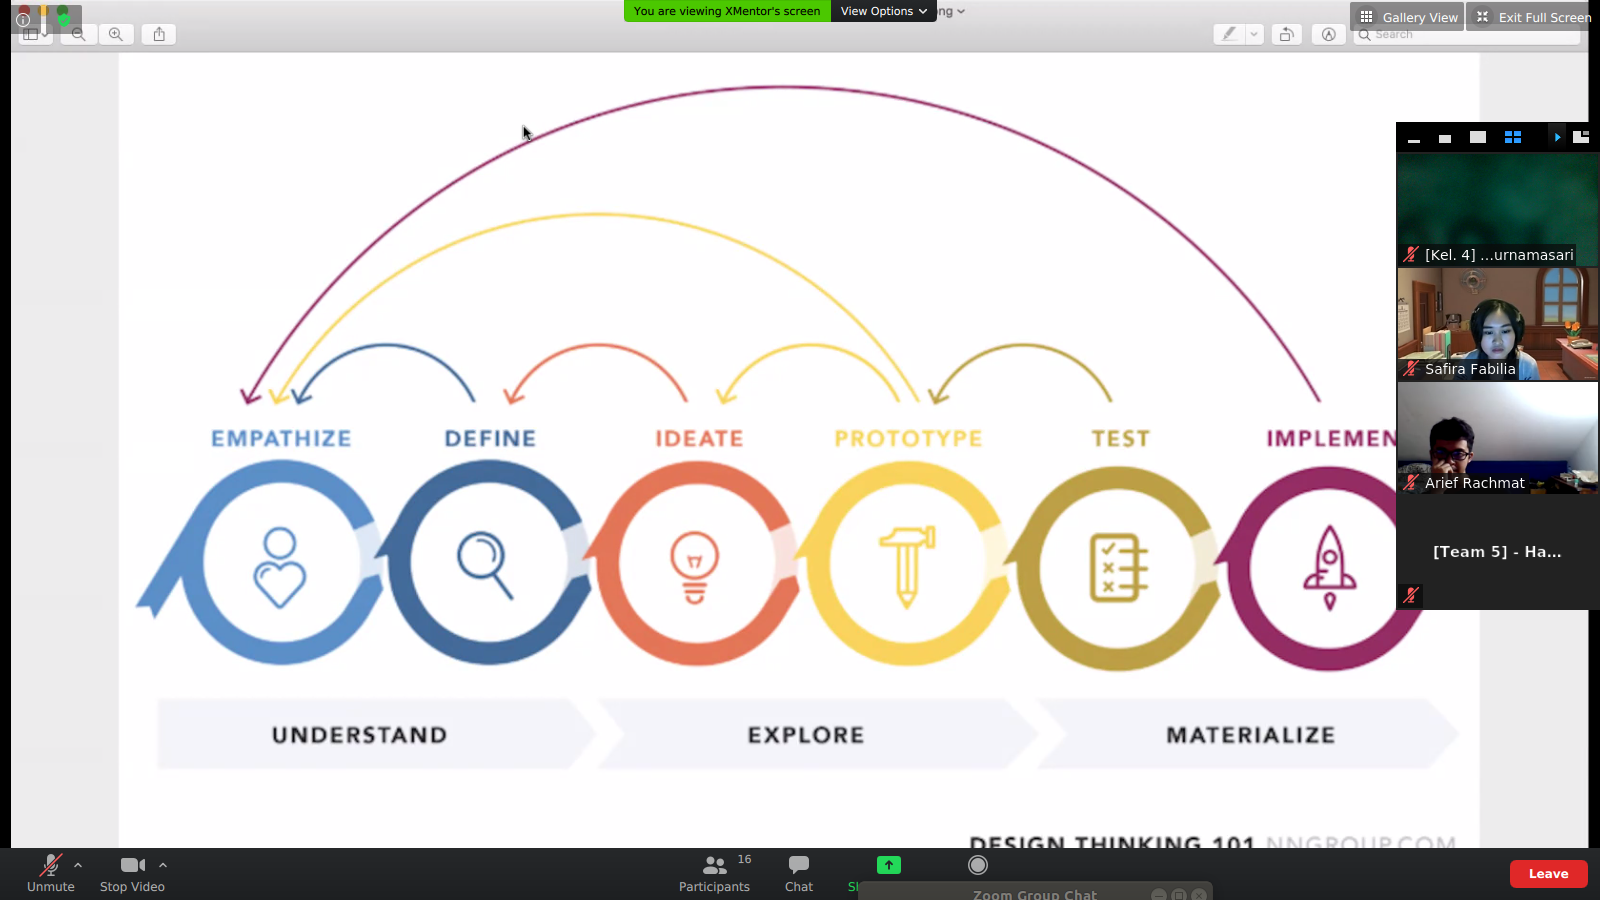 You are viewing XMentor's screen
View Options
ng
Gallery View
Exit Full Screen
Search
[Kel. 4] ...urnamasari
Safira Fabilia
Arief Rachmat
[Team 5] - Ha...
EMPATHIZE
DEFINE
IDEATE
PROTOTYPE
TEST
IMPLEMEN
UNDERSTAND
EXPLORE
MATERIALIZE
DESIGN THINKING 101 NNGROUP.COM
Unmute
Stop Video
Participants
16
Chat
Sh
Zoom Group Chat
Leave